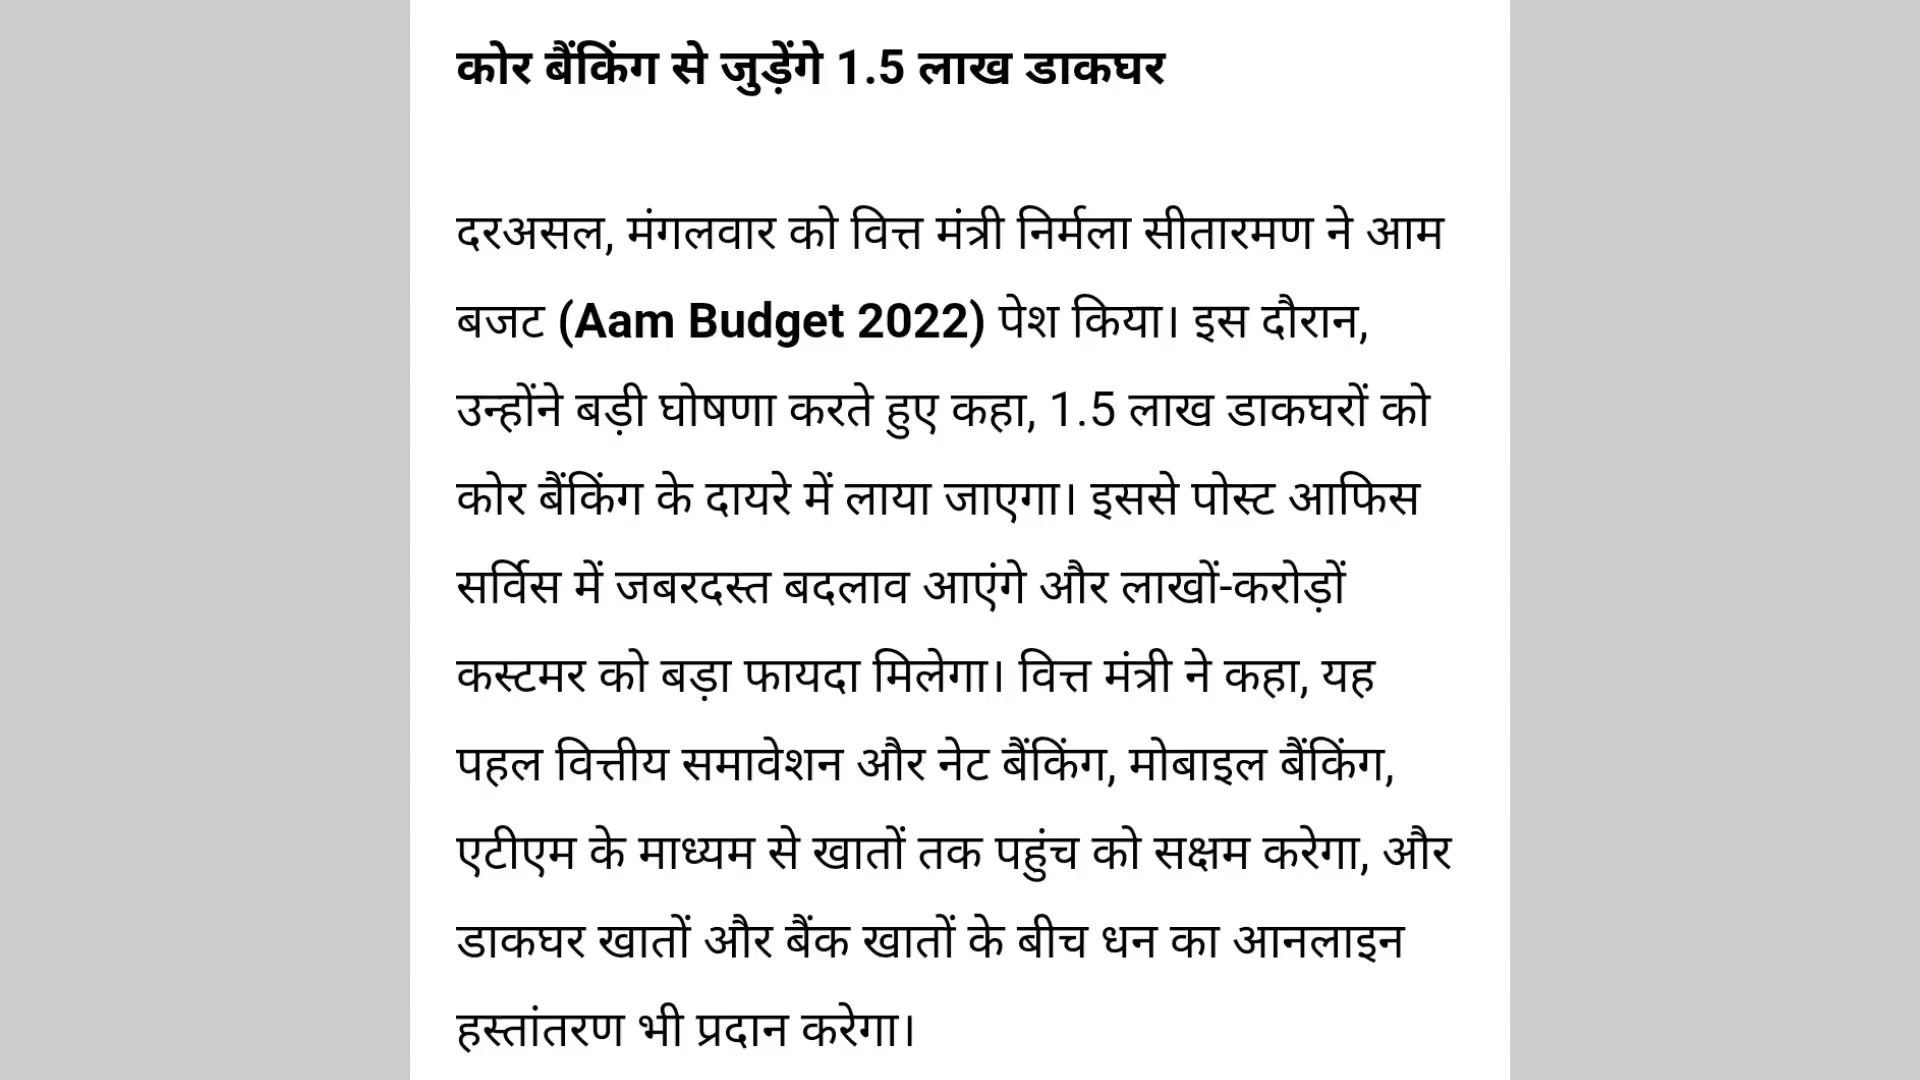 कोर बैंकिंग से जुड़ेंगे 1.5 लाख डाकघर
दरअसल, मंगलवार को वित्त मंत्री निर्मला सीतारमण ने आम
बजट (Aam Budget 2022) पेश किया। इस दौरान,
उन्होंने बड़ी घोषणा करते हुए कहा, 1.5 लाख डाकघरों को
कोर बैंकिंग के दायरे में लाया जाएगा। इससे पोस्ट आफिस
सर्विस में जबरदस्त बदलाव आएंगे और लाखों-करोड़ों
कस्टमर को बड़ा फायदा मिलेगा। वित्त मंत्री ने कहा, यह
पहल वित्तीय समावेशन और नेट बैंकिंग, मोबाइल बैंकिंग,
एटीएम के माध्यम से खातों तक पहुंच को सक्षम करेगा, और
डाकघर खातों और बैंक खातों के बीच धन का आनलाइन
हस्तांतरण भी प्रदान करेगा।